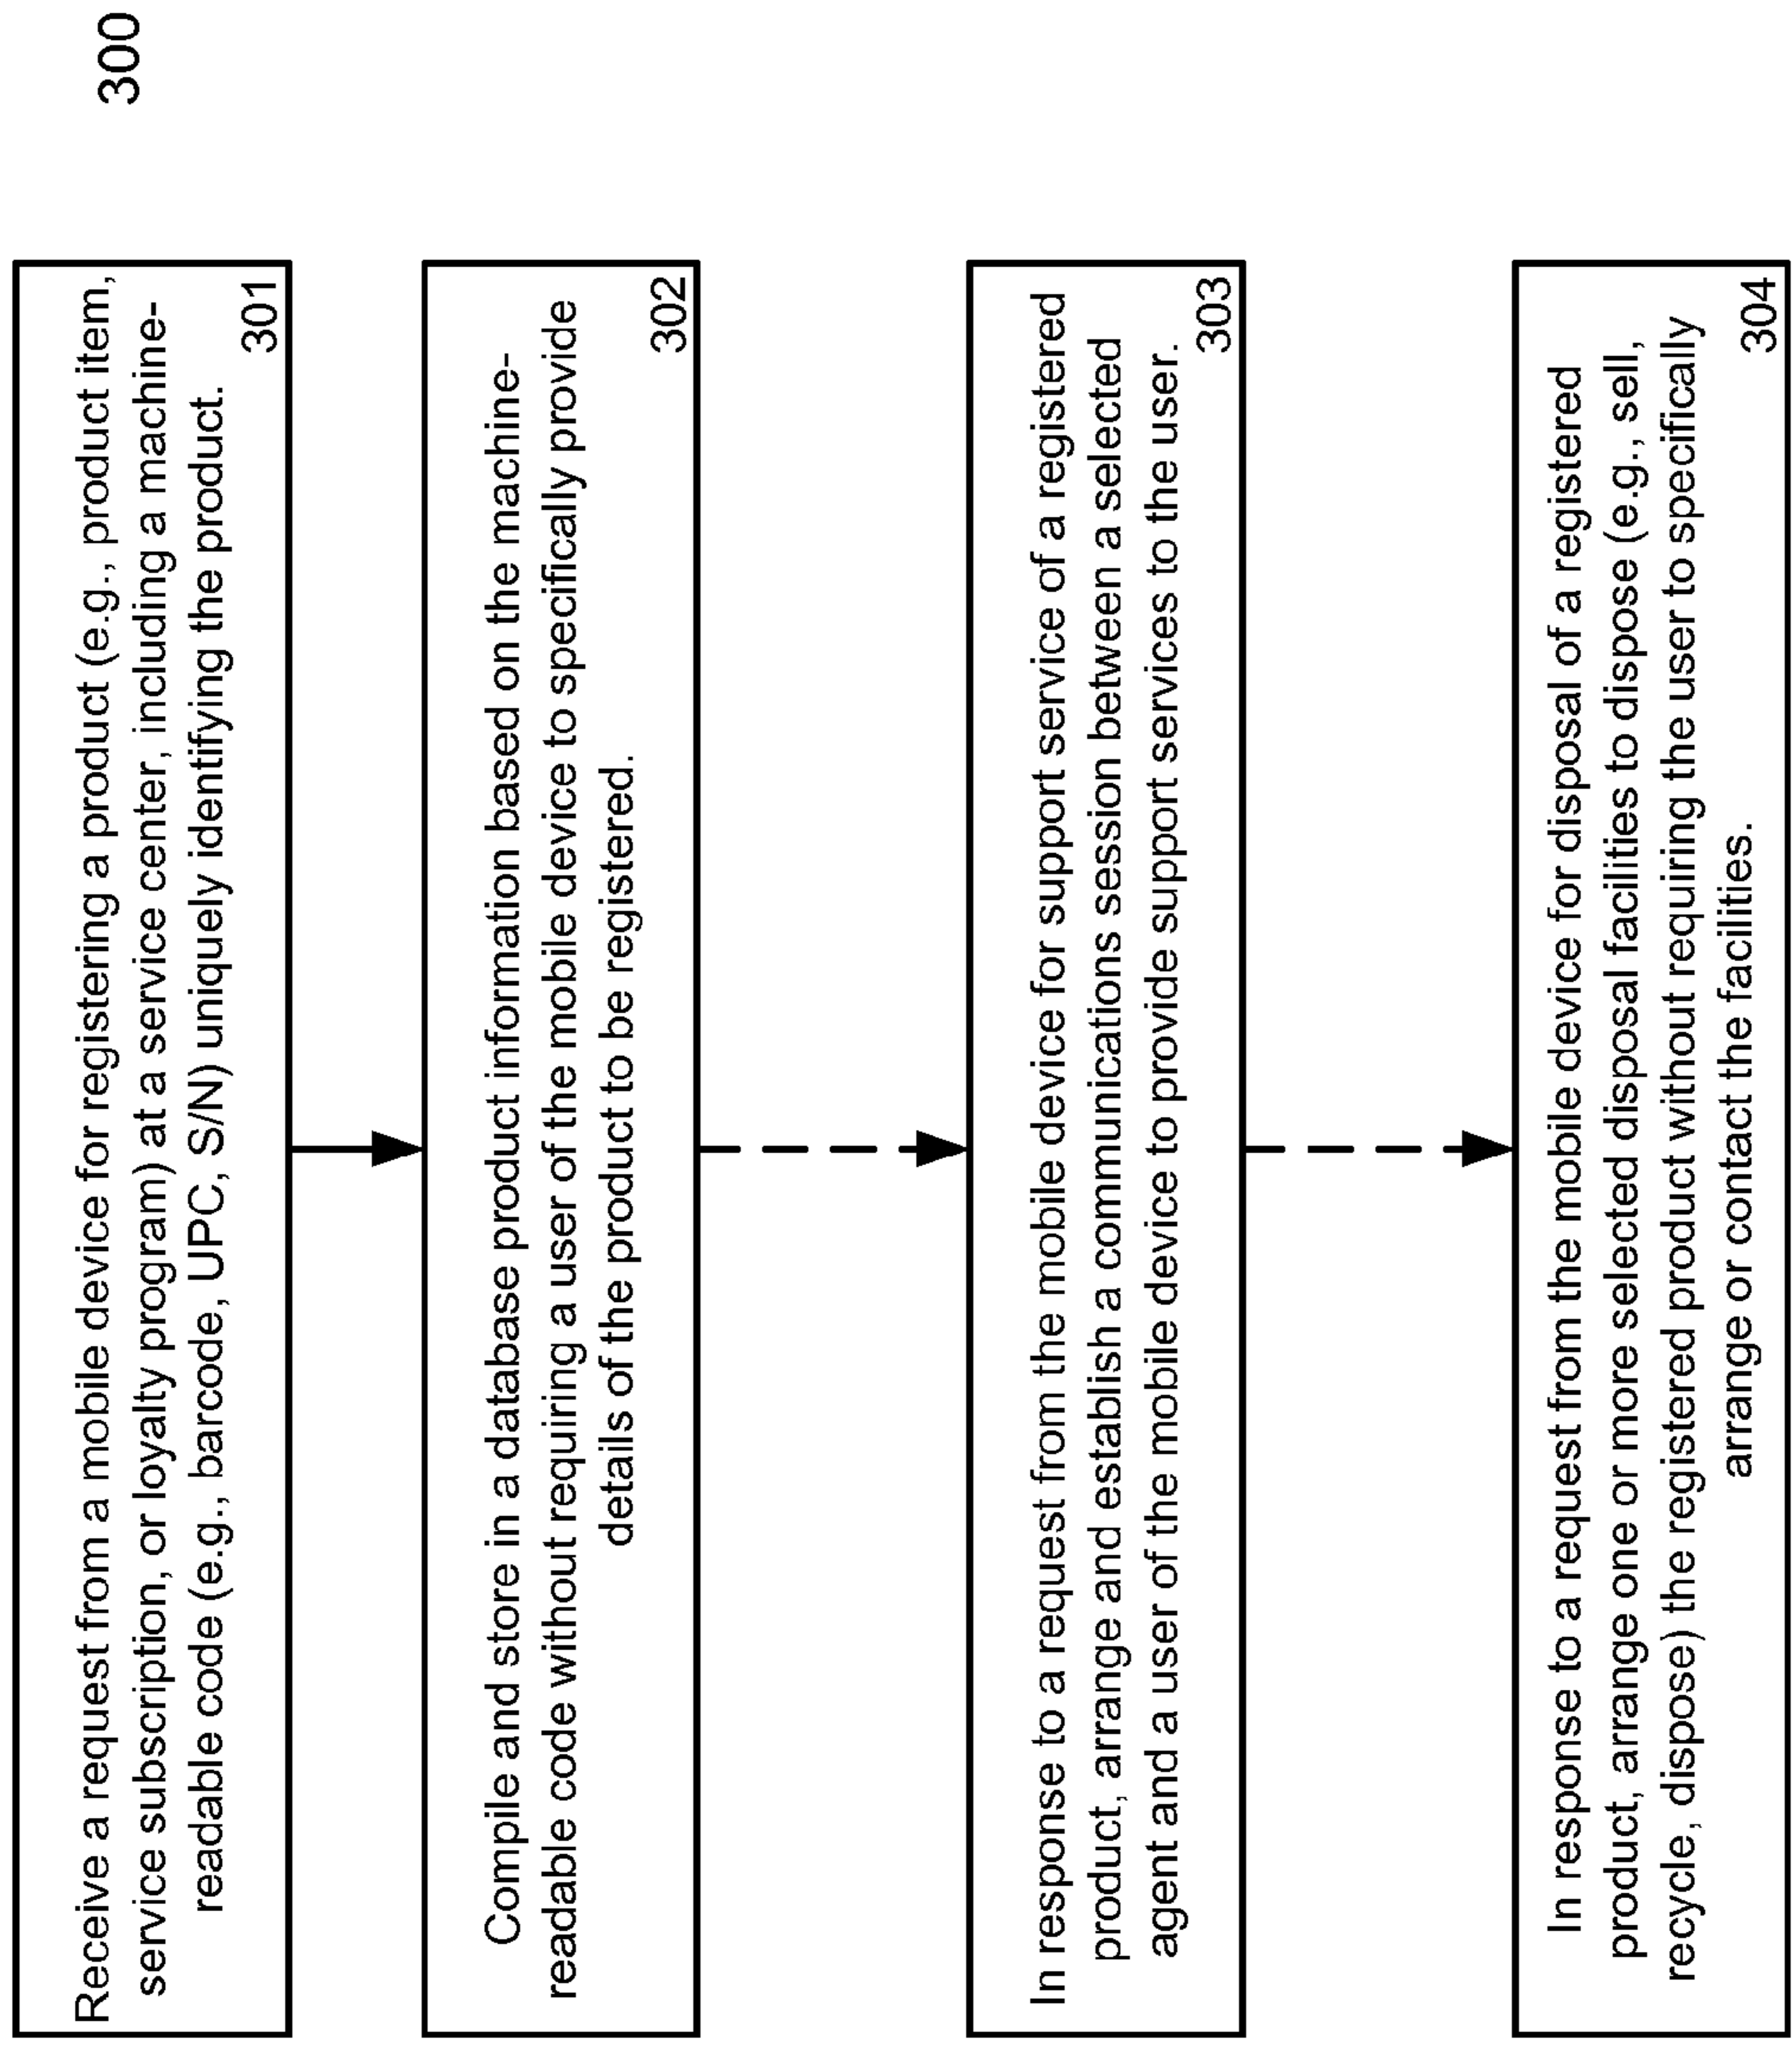 300
Receive a request from a mobile device for registering a product (e.g., product item,
service subscription, or loyalty program) at a service center, including a machine-
readable code (e.g., barcode, UPC, S/N) uniquely identifying the product.
301
Compile and store in a database product information based on the machine-
readable code without requiring a user of the mobile device to specifically provide
details of the product to be registered.
302
In response to a request from the mobile device for support service of a registered
product, arrange and establish a communications session between a selected
agent and a user of the mobile device to provide support services to the user.
303
In response to a request from the mobile device for disposal of a registered
product, arrange one or more selected disposal facilities to dispose (e.g., sell,
recycle, dispose) the registered product without requiring the user to specifically
arrange or contact the facilities.
304